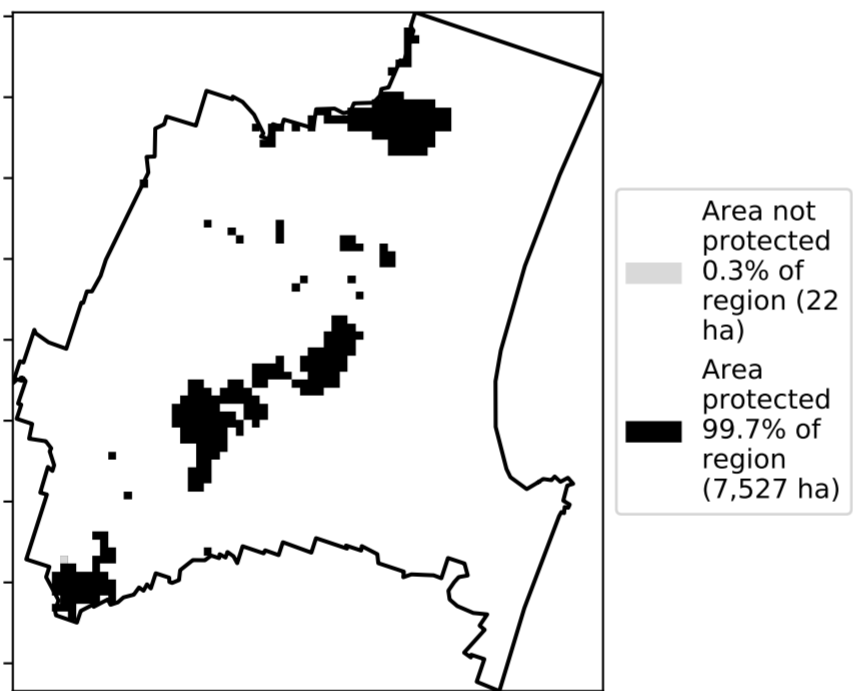 Area not
protected
0.3% of
region (22
ha)
Area
protected
99.7% of
region
(7,527 ha)